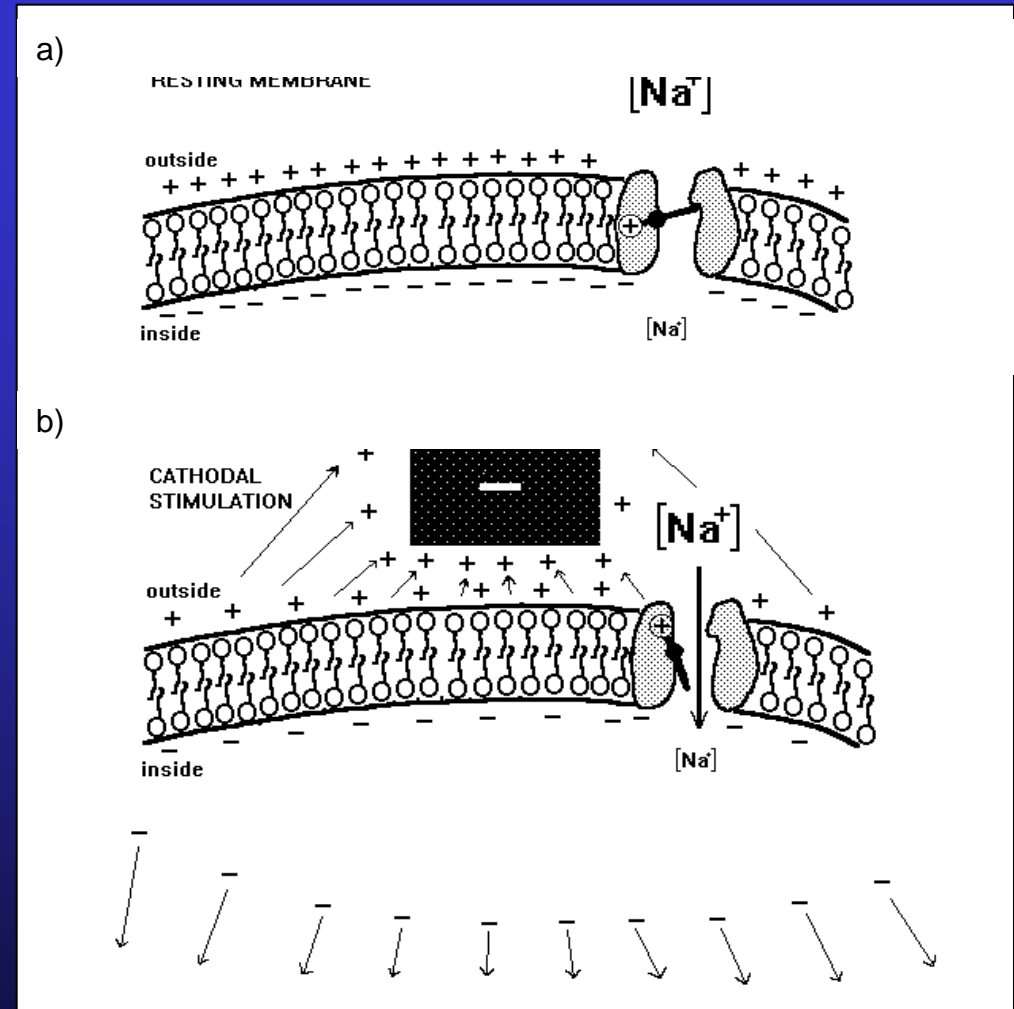 a)
RESTING MEMBRANE
[Na⁺]
outside
inside
[Na⁺]
b)
CATHODAL
STIMULATION
[Na⁺]
outside
inside
[Na⁺]